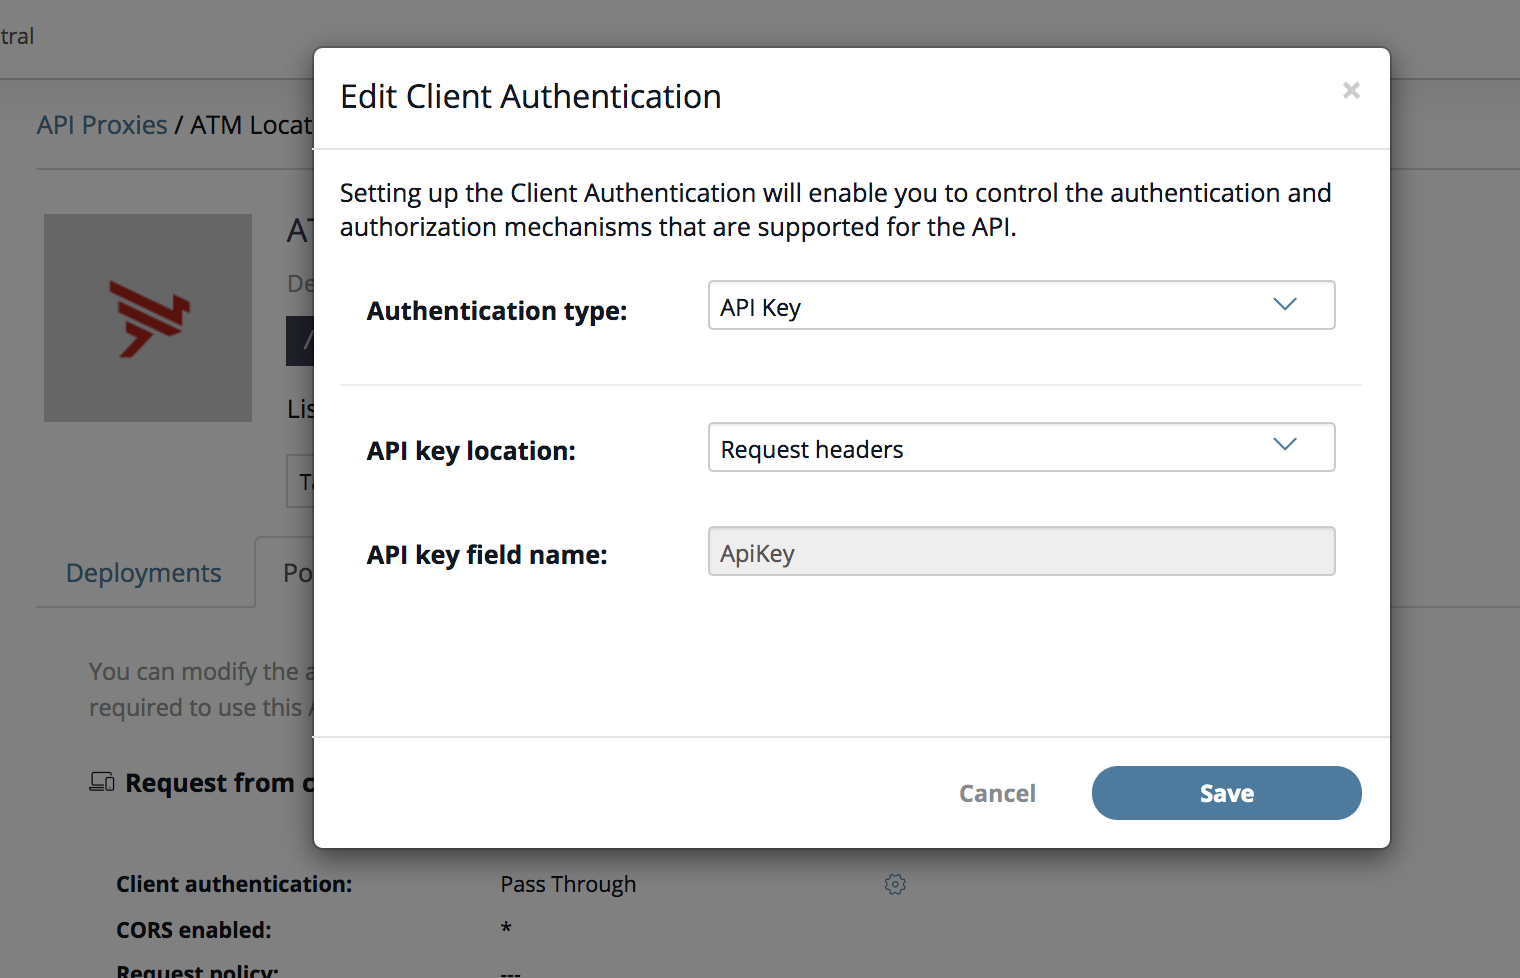 tral
API Proxies / ATM Locat
Edit Client Authentication
×
Setting up the Client Authentication will enable you to control the authentication and
authorization mechanisms that are supported for the API.
AT
De
/
Lis
Authentication type: API Key
API key location: Request headers
API key field name: ApiKey
Deployments
Po
You can modify the a
required to use this A
Request from c
Cancel
Save
Client authentication: Pass Through
CORS enabled: *
Request policy: ---